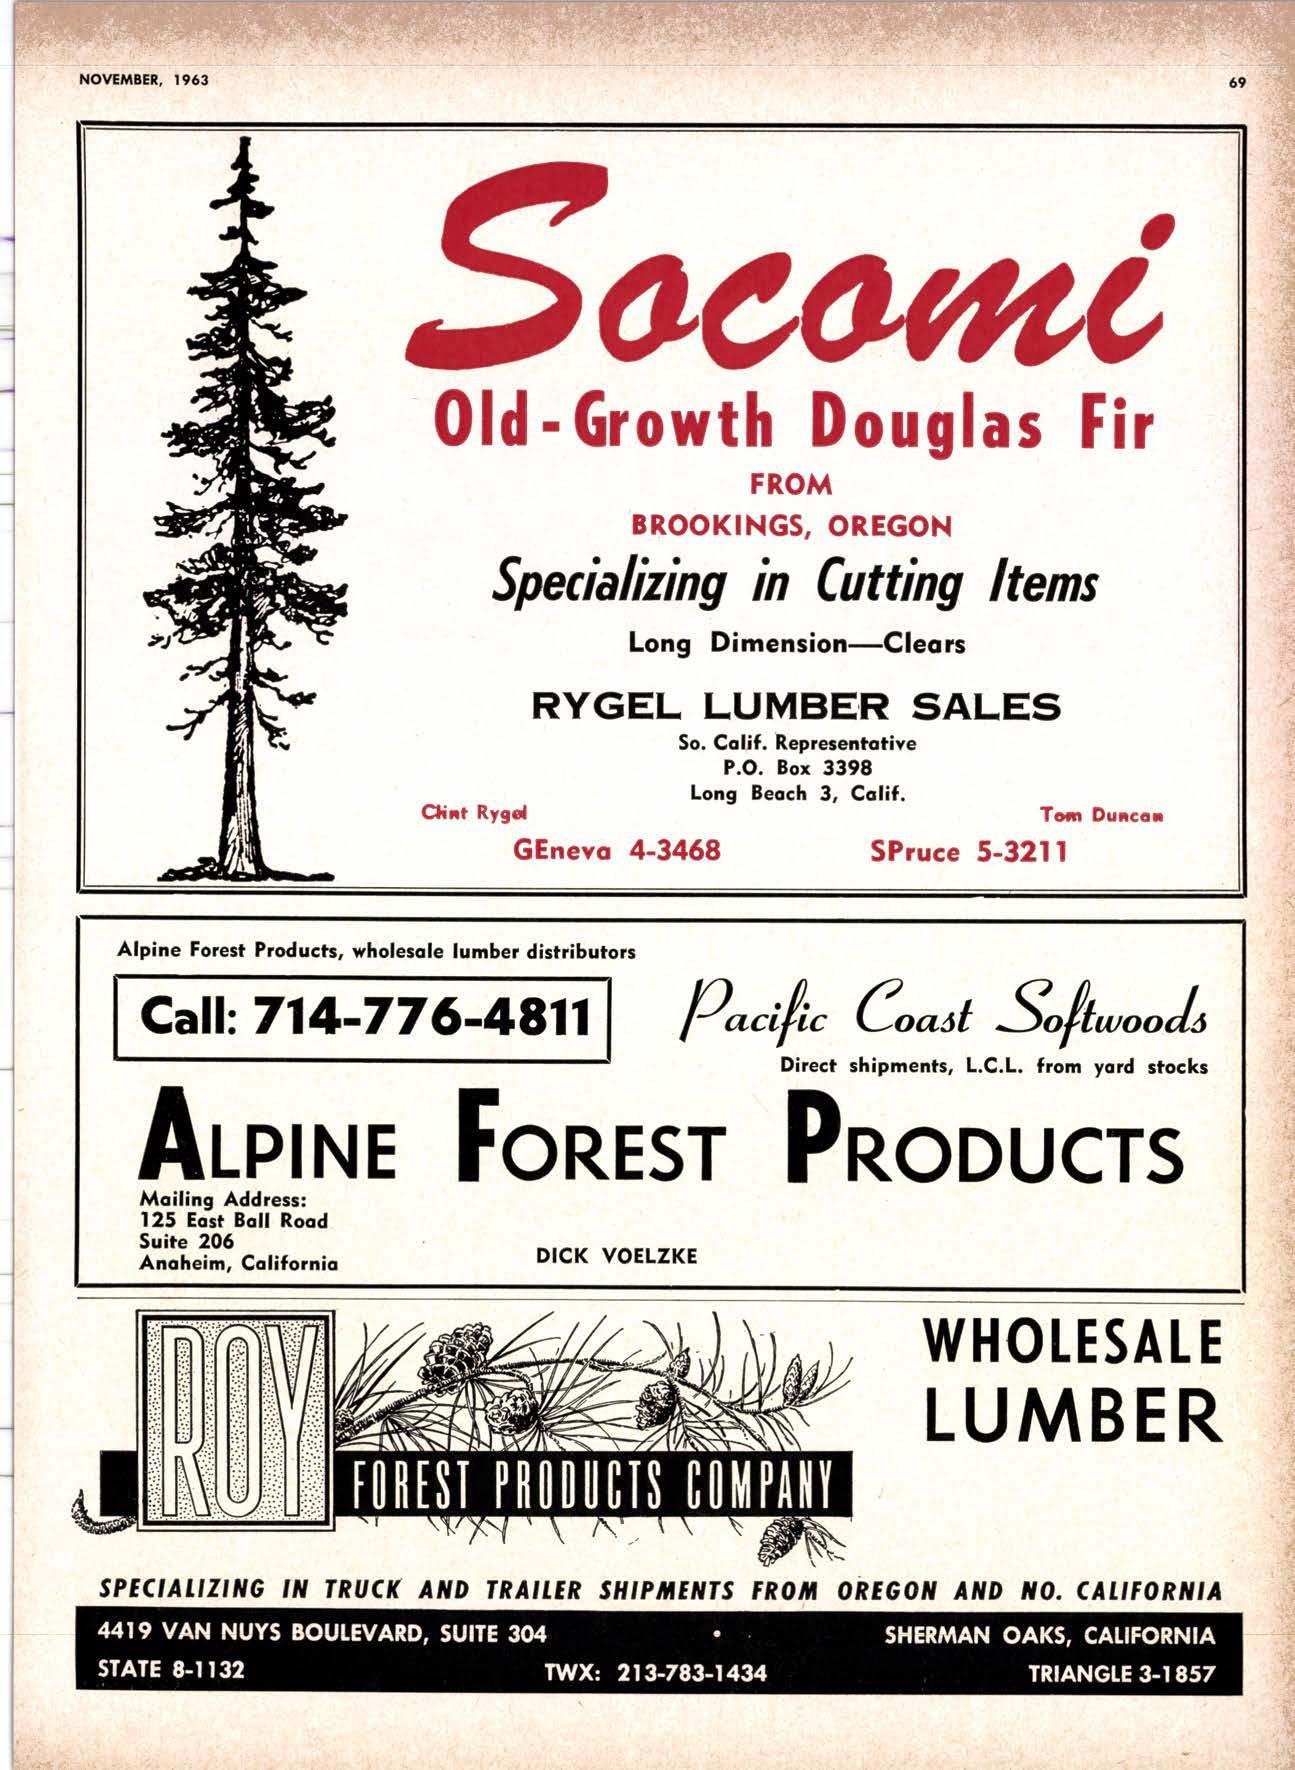 NOVEMBER, 1963
69
Socomi
Old-Growth Douglas Fir
FROM
BROOKINGS, OREGON
Specializing in Cutting Items
Long Dimension—Clears
RYGEL LUMBER SALES
So. Calif. Representative
P.O. Box 3398
Long Beach 3, Calif.
Clint Rygel
Tom Duncan
GEneva 4-3468
SPruce 5-3211
Alpine Forest Products, wholesale lumber distributors
Call: 714-776-4811
Pacific Coast Softwoods
Direct shipments, L.C.L. from yard stocks
ALPINE FOREST PRODUCTS
Mailing Address:
125 East Ball Road
Suite 206
Anaheim, California
DICK VOELZKE
ROY
FOREST PRODUCTS COMPANY
WHOLESALE
LUMBER
SPECIALIZING IN TRUCK AND TRAILER SHIPMENTS FROM OREGON AND NO. CALIFORNIA
4419 VAN NUYS BOULEVARD, SUITE 304 • SHERMAN OAKS, CALIFORNIA
STATE 8-1132 TWX: 213-783-1434 TRIANGLE 3-1857